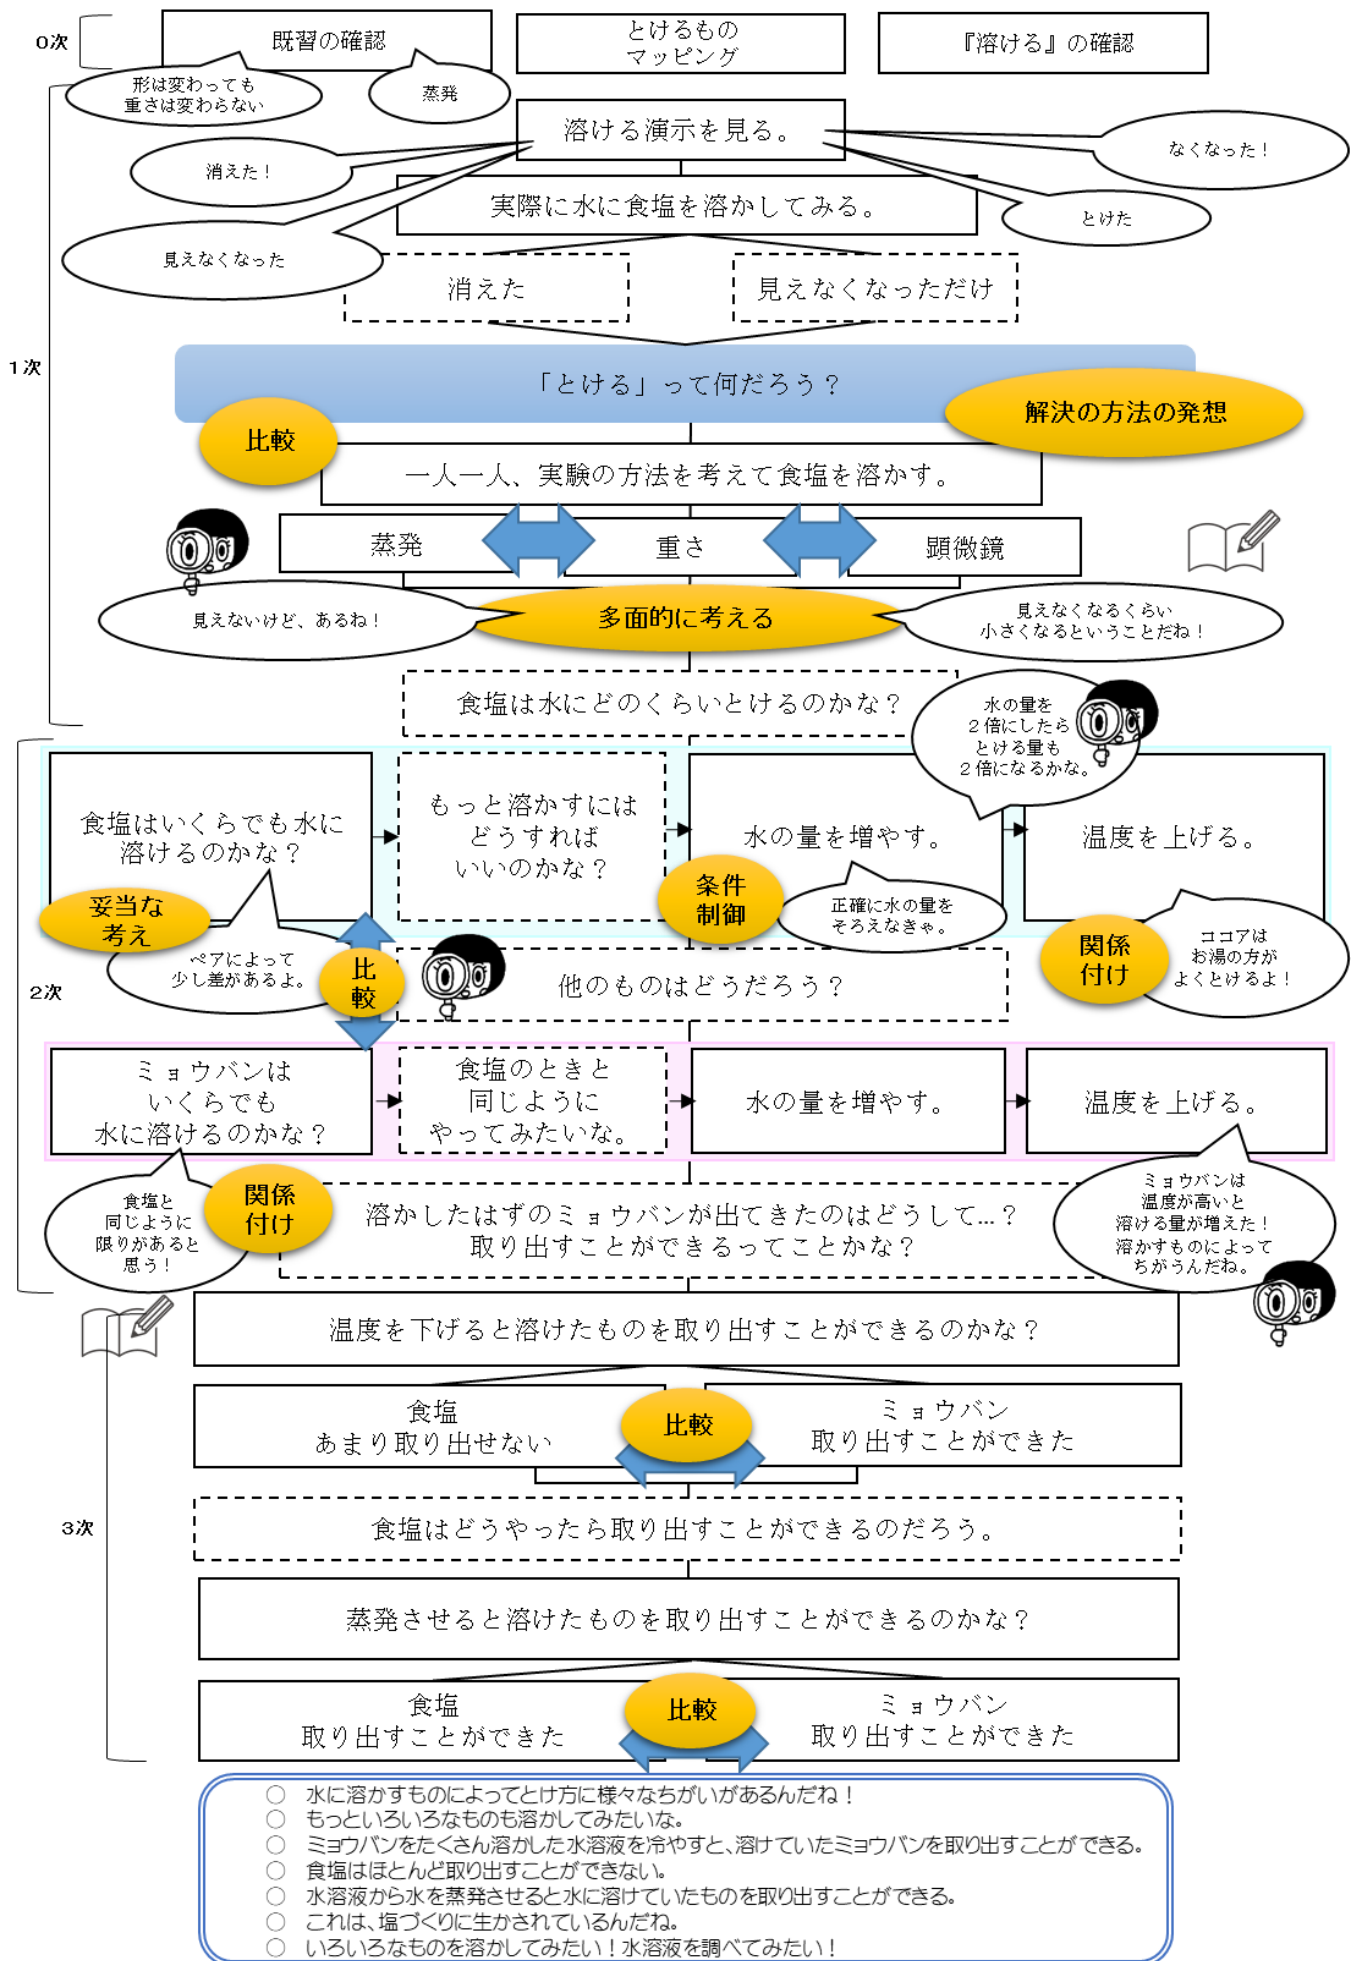 0次
既習の確認
とけるもの
マッピング
『溶ける』の確認
形は変わっても
重さは変わらない
蒸発
1次
溶ける演示を見る。
消えた！
なくなった！
実際に水に食塩を溶かしてみる。
とけた
見えなくなった
消えた
見えなくなっただけ
「とける」って何だろう？
比較
解決の方法の発想
一人一人、実験の方法を考えて食塩を溶かす。
蒸発
重さ
顕微鏡
見えないけど、あるね！
多面的に考える
見えなくなるくらい
小さくなるということだね！
食塩は水にどのくらいとけるのかな？
水の量を
２倍にしたら
とける量も
２倍になるかな。
2次
食塩はいくらでも水に
溶けるのかな？
もっと溶かすには
どうすれば
いいのかな？
水の量を増やす。
温度を上げる。
妥当な
考え
条件
制御
正確に水の量を
そろえなきゃ。
関係
付け
ココアは
お湯の方が
よくとけるよ！
ペアによって
少し差があるよ。
比
較
他のものはどうだろう？
ミョウバンは
いくらでも
水に溶けるのかな？
食塩のときと
同じように
やってみたいな。
水の量を増やす。
温度を上げる。
食塩と
同じように
限りがあると
思う！
関係
付け
溶かしたはずのミョウバンが出てきたのはどうして…？
取り出すことができるってことかな？
ミョウバンは
温度が高いと
溶ける量が増えた！
溶かすものによって
ちがうんだね。
3次
温度を下げると溶けたものを取り出すことができるのかな？
食塩
あまり取り出せない
比較
ミョウバン
取り出すことができた
食塩はどうやったら取り出すことができるのだろう。
蒸発させると溶けたものを取り出すことができるのかな？
食塩
取り出すことができた
比較
ミョウバン
取り出すことができた
○ 水に溶かすものによってとけ方に様々なちがいがあるんだね！
○ もっといろいろなものも溶かしてみたいな。
○ ミョウバンをたくさん溶かした水溶液を冷やすと、溶けていたミョウバンを取り出すことができる。
○ 食塩はほとんど取り出すことができない。
○ 水溶液から水を蒸発させると水に溶けていたものを取り出すことができる。
○ これは、塩づくりに生かされているんだね。
○ いろいろなものを溶かしてみたい！水溶液を調べてみたい！